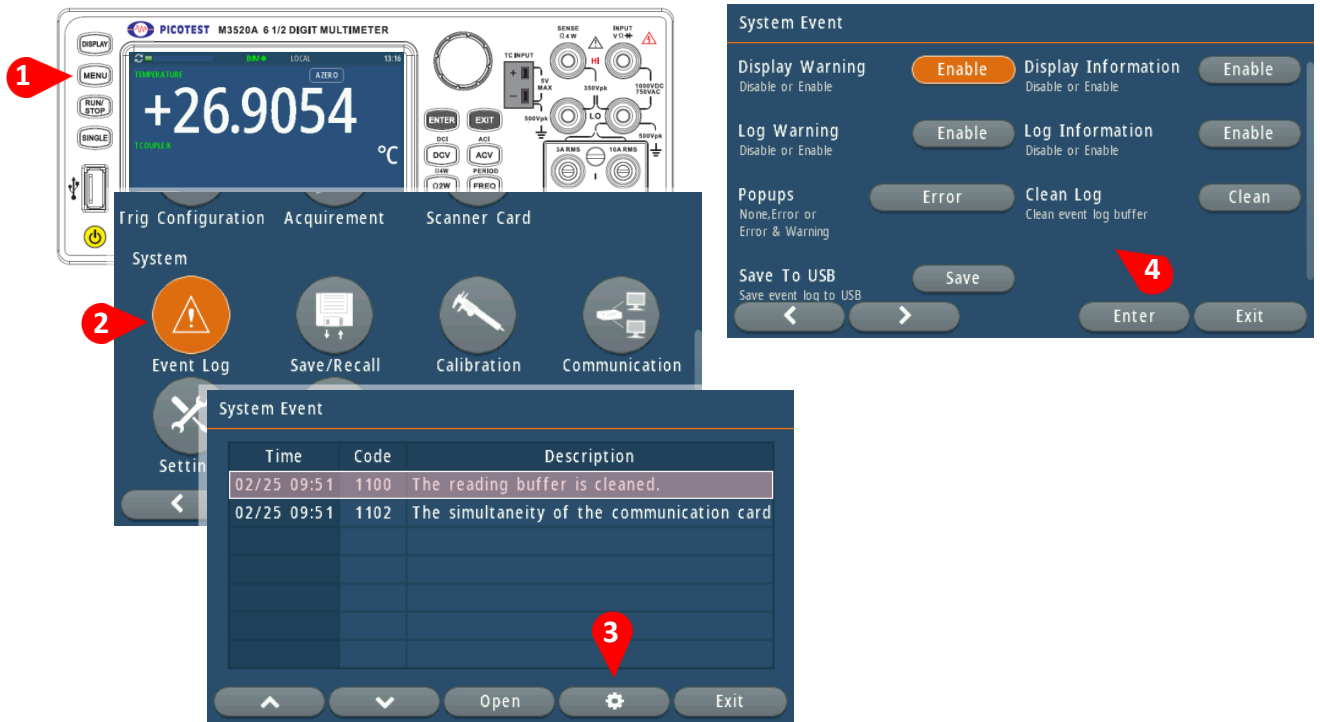 PICOTEST M3520A 6 1/2 DIGIT MULTIMETER
DISPLAY
MENU
RUN/
STOP
SINGLE
1
IMM LOCAL 13:16
TEMPERATURE
AZERO
+26.9054
°C
TCOUPLE:K
SENSE
Ω 4 W
INPUT
V Ω
HI
TC INPUT
+
−
5V
MAX
350Vpk
1000VDC
750VAC
LO
500Vpk
500Vpk
ENTER EXIT
DCI ACI
DCV ACV
Ω4W PERIOD
Ω2W FREQ
3A RMS 10A RMS
I
Trig Configuration Acquirement Scanner Card
System
2
Event Log Save/Recall Calibration Communication
Settin
System Event
Time Code Description
02/25 09:51 1100 The reading buffer is cleaned.
02/25 09:51 1102 The simultaneity of the communication card
3
Open Exit
System Event
Display Warning Enable Display Information Enable
Disable or Enable Disable or Enable
Log Warning Enable Log Information Enable
Disable or Enable Disable or Enable
Popups Error Clean Log Clean
None,Error or Clean event log buffer
Error & Warning
4
Save To USB Save
Save event log to USB
< > Enter Exit